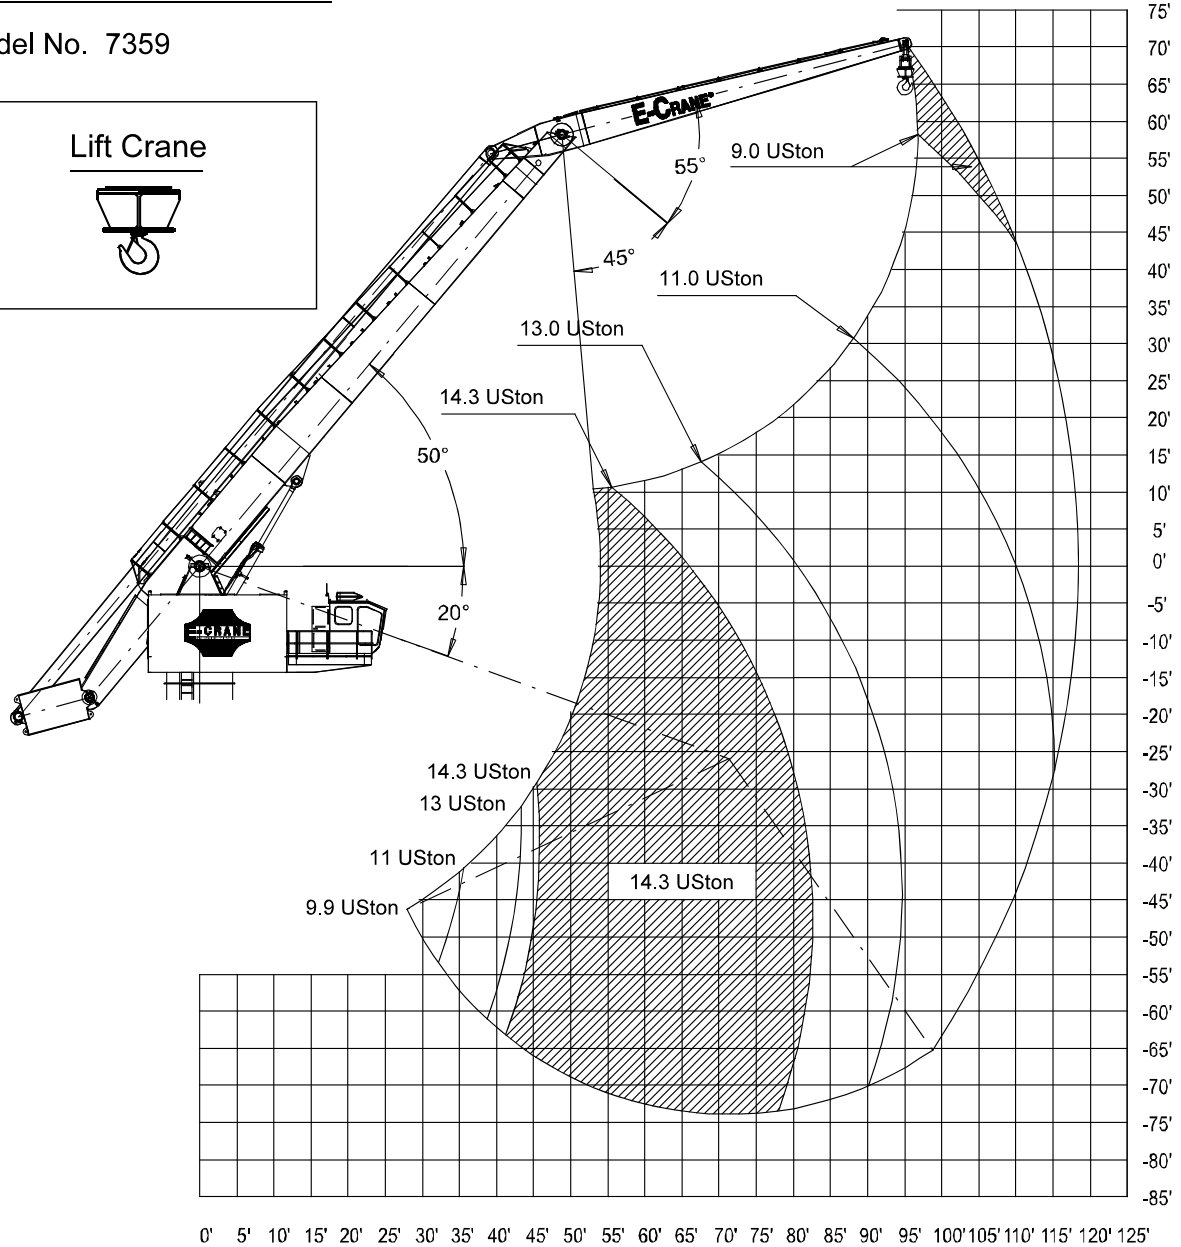 del No. 7359
Lift Crane
E-CRANE®
55°
9.0 USton
45°
11.0 USton
13.0 USton
14.3 USton
50°
20°
E-CRANE
14.3 USton
13 USton
11 USton
9.9 USton
14.3 USton
75'
70'
65'
60'
55'
50'
45'
40'
35'
30'
25'
20'
15'
10'
5'
0'
-5'
-10'
-15'
-20'
-25'
-30'
-35'
-40'
-45'
-50'
-55'
-60'
-65'
-70'
-75'
-80'
-85'
0' 5' 10' 15' 20' 25' 30' 35' 40' 45' 50' 55' 60' 65' 70' 75' 80' 85' 90' 95' 100' 105' 110' 115' 120' 125'